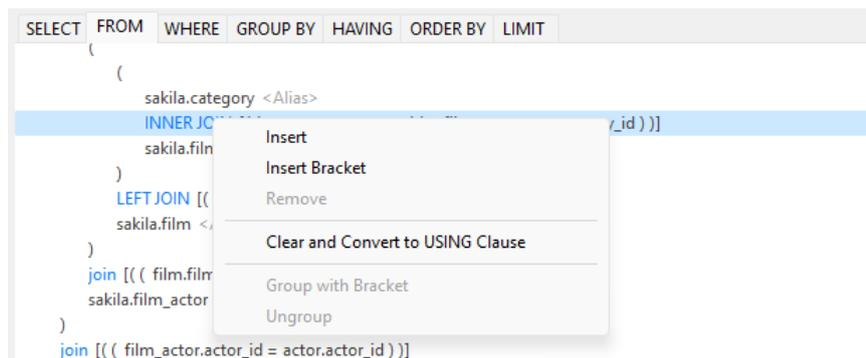 SELECT FROM WHERE GROUP BY HAVING ORDER BY LIMIT
(
(
sakila.category <Alias>
INNER y_id ) )]
sakila.film
)
LEFT JOIN [(
sakila.film <
)
join [( ( film.film
sakila.film_actor
)
join [( ( film_actor.actor_id = actor.actor_id ) )]
Insert
Insert Bracket
Remove
Clear and Convert to USING Clause
Group with Bracket
Ungroup